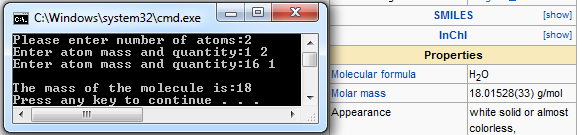 C:\Windows\system32\cmd.exe
Please enter number of atoms:2
Enter atom mass and quantity:1 2
Enter atom mass and quantity:16 1
The mass of the molecule is:18
Press any key to continue . . .
SMILES [show]
InChI [show]
Properties
Molecular formula H2O
Molar mass 18.01528(33) g/mol
Appearance white solid or almost
colorless,